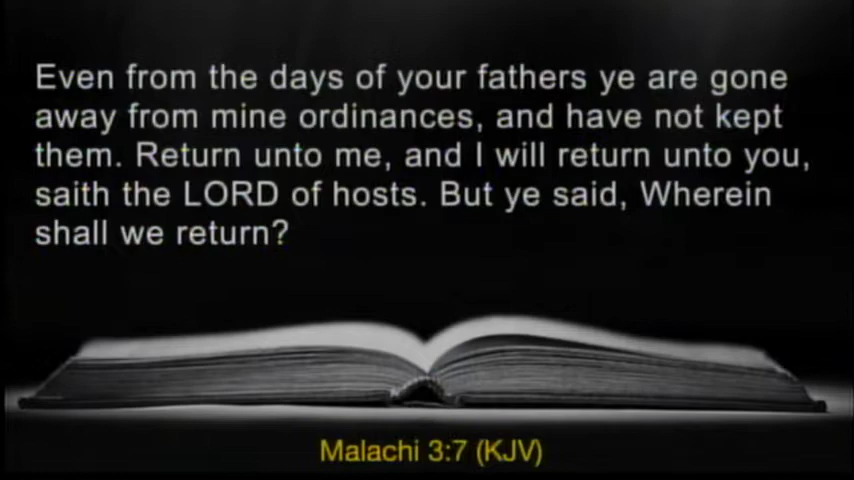 Even from the days of your fathers ye are gone
away from mine ordinances, and have not kept
them. Return unto me, and I will return unto you,
saith the LORD of hosts. But ye said, Wherein
shall we return?
Malachi 3:7 (KJV)